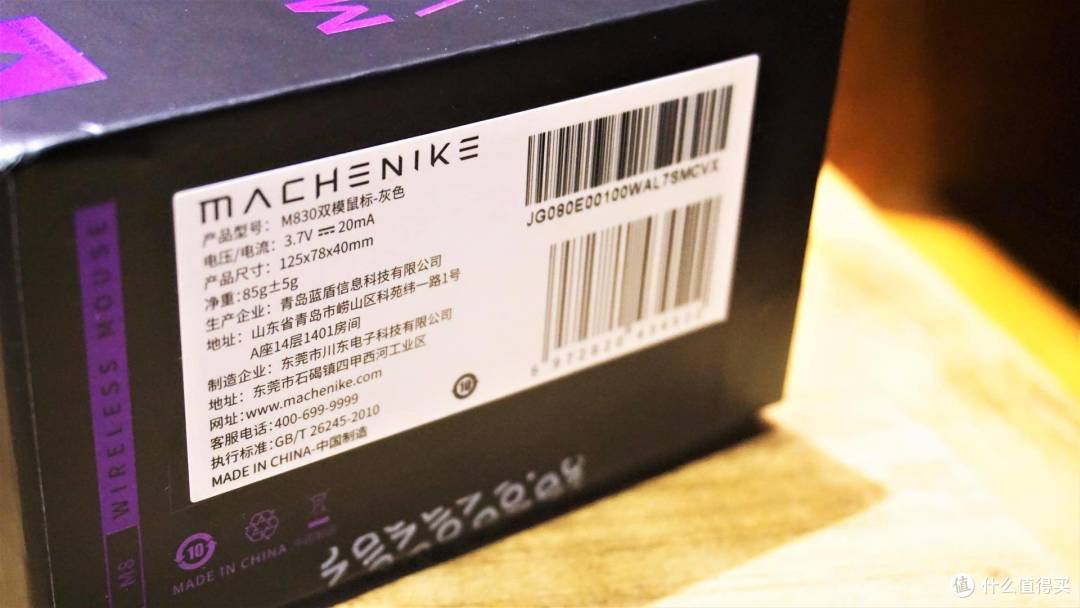 MACHENIKE
产品型号： M830双模鼠标-灰色
电压/电流： 3.7V ⎓ 20mA
产品尺寸： 125x78x40mm
净重：85g±5g
生产企业： 青岛蓝盾信息科技有限公司
地址： 山东省青岛市崂山区科苑纬一路1号
A座14层1401房间
制造企业： 东莞市川东电子科技有限公司
地址： 东莞市石碣镇四甲西河工业区
网址：www.machenike.com
客服电话：400-699-9999
执行标准：GB/T 26245-2010
MADE IN CHINA-中国制造
10
JG080E00100WAL7SMCVX
M8 WIRELESS MOUSE
10
MADE IN CHINA
值 什么值得买